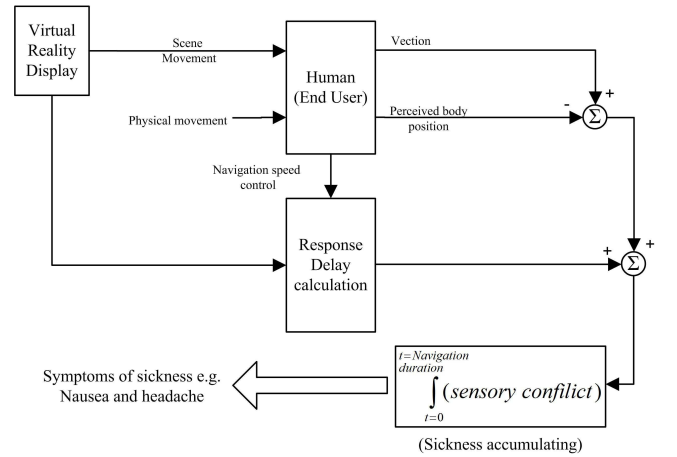 Virtual
Reality
Display
Scene
Movement
Human
(End User)
Vection
+
Physical movement
Perceived body
position
-
Σ
Navigation speed
control
Response
Delay
calculation
+
+
Σ
t=Navigation
duration
∫(sensory confilict)
t=0
Symptoms of sickness e.g.
Nausea and headache
(Sickness accumulating)